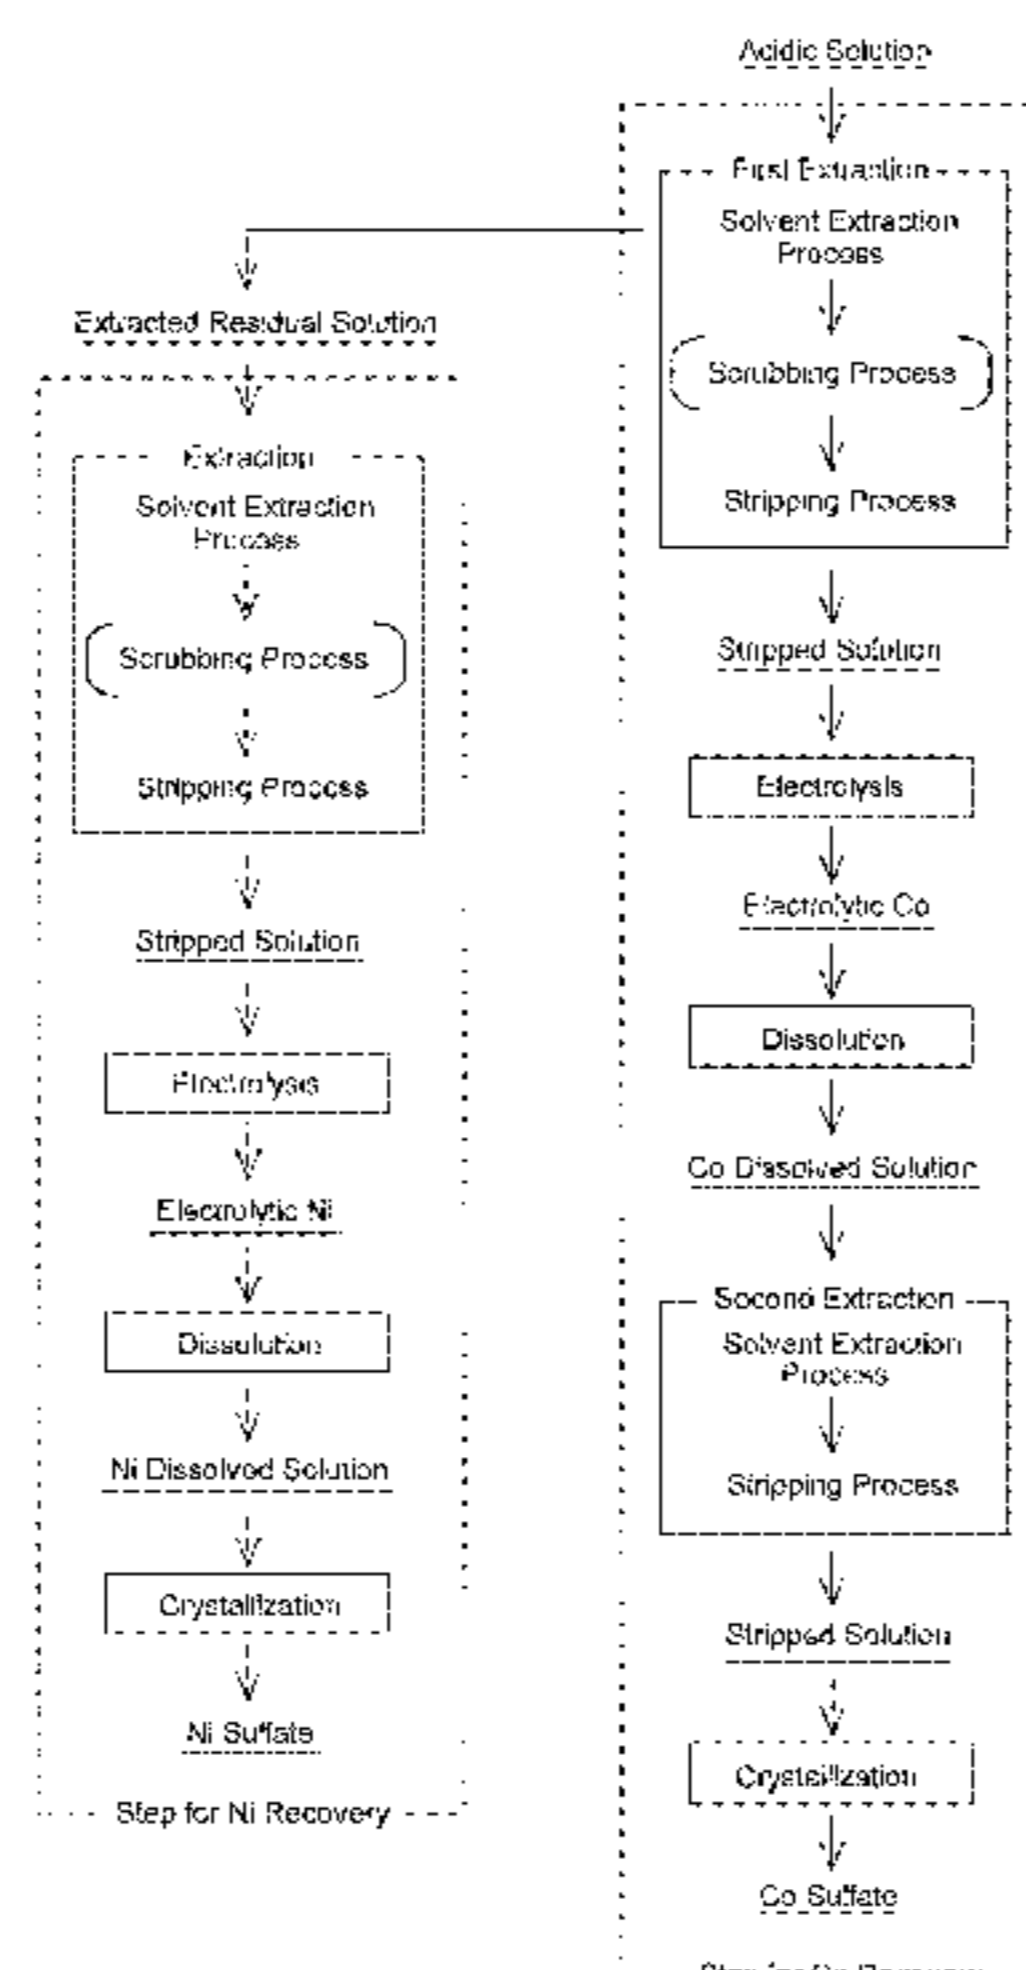 Acidic Solution
First Extraction
Solvent Extraction
Process
Scrubbing Process
Stripping Process
Stripped Solution
Electrolysis
Electrolytic Co
Dissolution
Co Dissolved Solution
Second Extraction
Solvent Extraction
Process
Stripping Process
Stripped Solution
Crystallization
Co Sulfate
Extracted Residual Solution
Extraction
Solvent Extraction
Process
Scrubbing Process
Stripping Process
Stripped Solution
Electrolysis
Electrolytic Ni
Dissolution
Ni Dissolved Solution
Crystallization
Ni Sulfate
Step for Ni Recovery